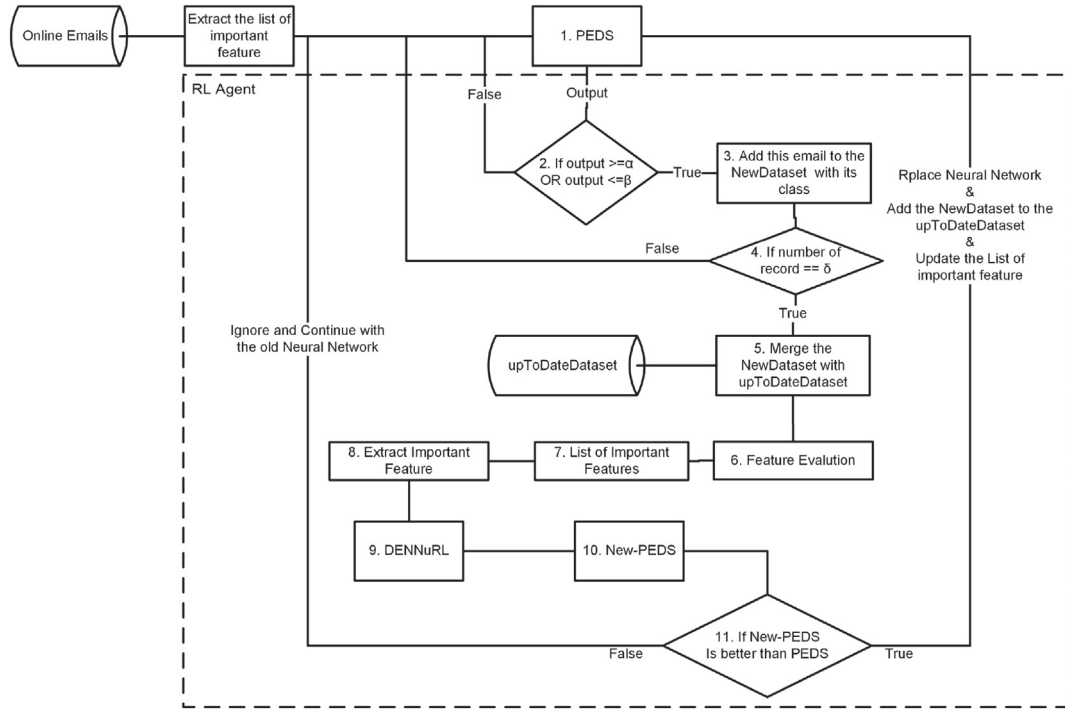 Online Emails
Extract the list of
important
feature
1. PEDS
RL Agent
False
Output
2. If output >=α
OR output <=β
True
3. Add this email to the
NewDataset with its
class
Rplace Neural Network
&
Add the NewDataset to the
upToDateDataset
&
Update the List of
important feature
False
4. If number of
record == δ
True
Ignore and Continue with
the old Neural Network
upToDateDataset
5. Merge the
NewDataset with
upToDateDataset
8. Extract Important
Feature
7. List of Important
Features
6. Feature Evalution
9. DENNuRL
10. New-PEDS
11. If New-PEDS
Is better than PEDS
False
True